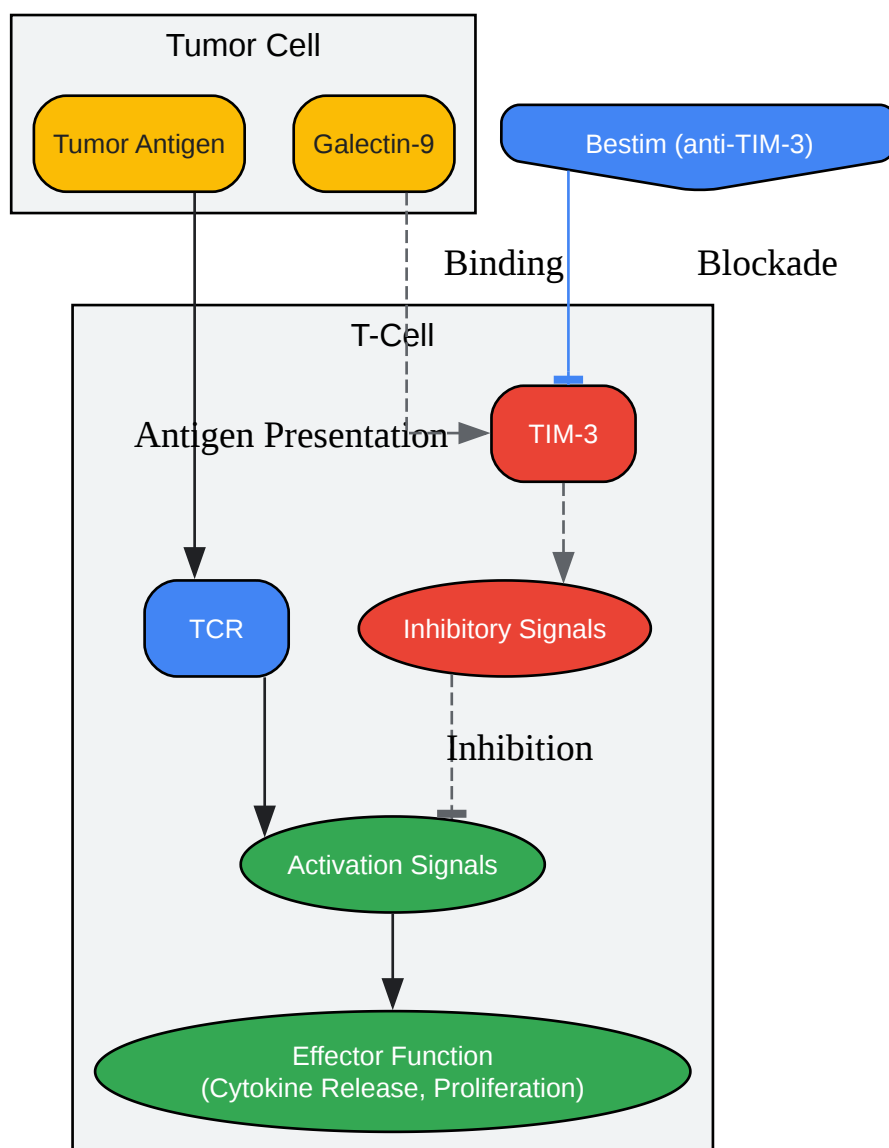 Tumor Cell
Tumor Antigen
Galectin-9
Bestim (anti-TIM-3)
Binding
Blockade
T-Cell
Antigen Presentation
TIM-3
TCR
Inhibitory Signals
Inhibition
Activation Signals
Effector Function
(Cytokine Release, Proliferation)